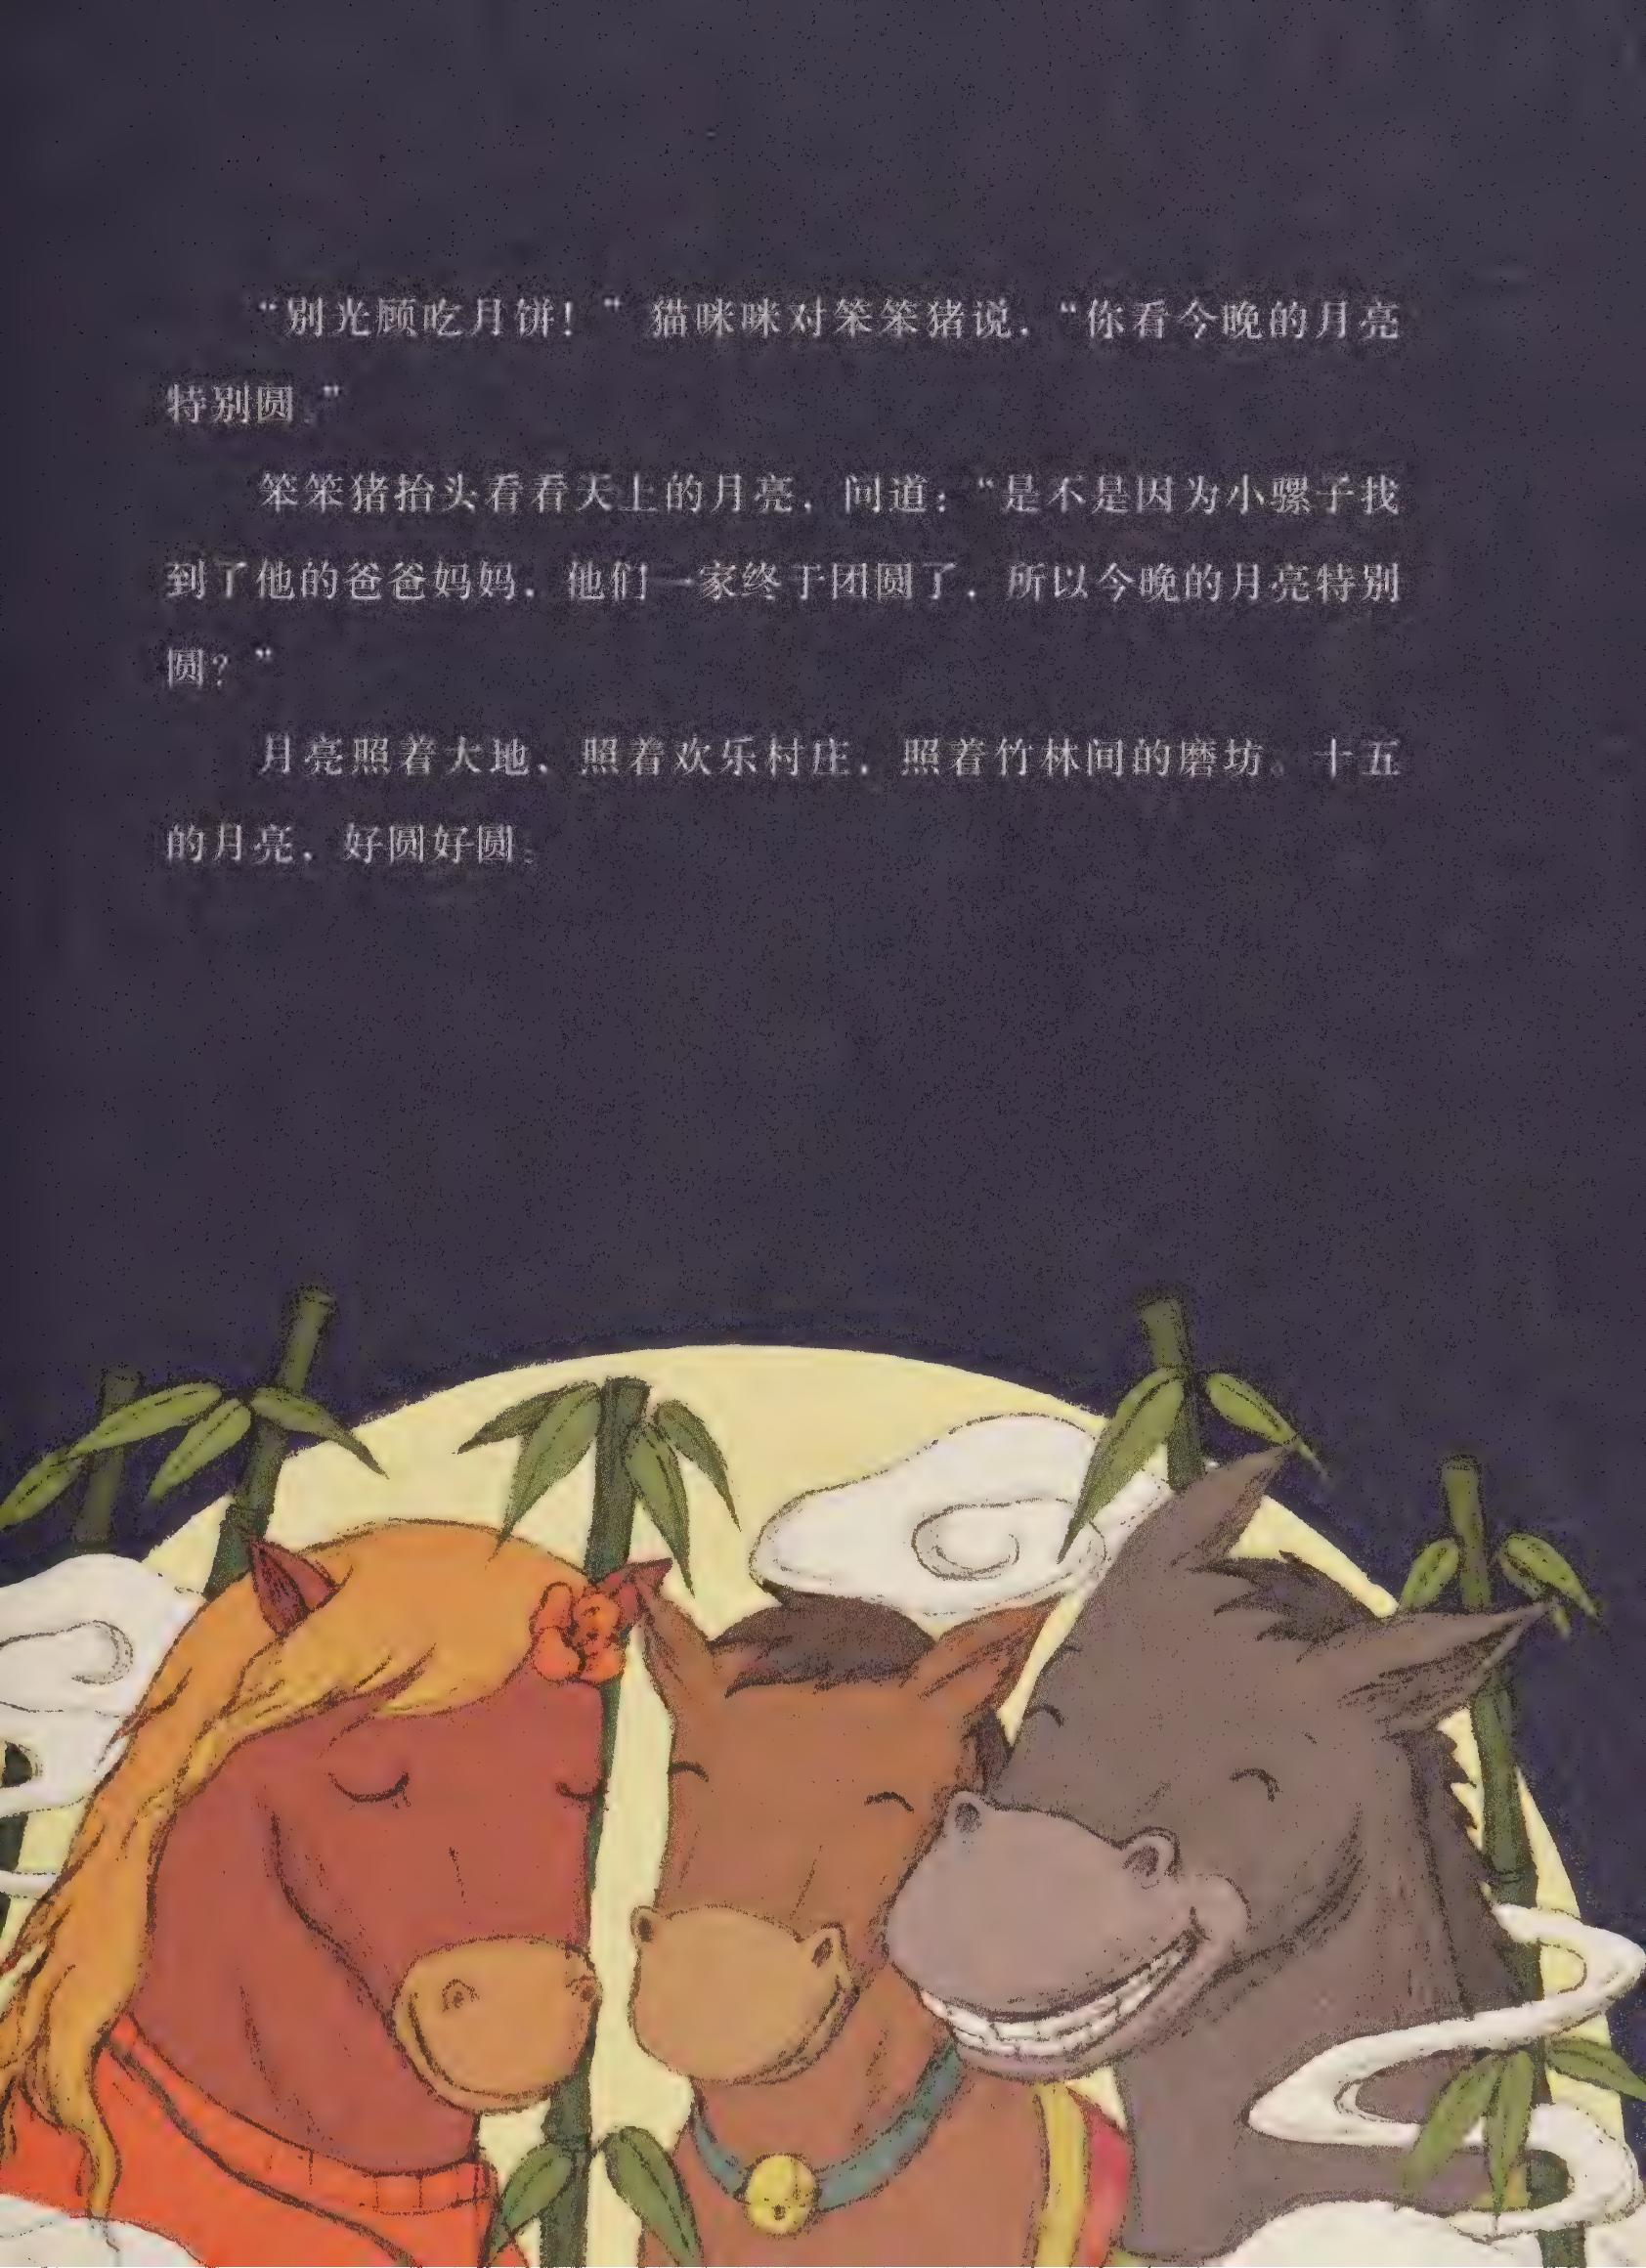 “别光顾吃月饼！”猫咪咪对笨笨猪说，“你看今晚的月亮
特别圆。”
笨笨猪抬头看看天上的月亮，问道：“是不是因为小骡子找
到了他的爸爸妈妈，他们一家终于团圆了，所以今晚的月亮特别
圆？”
月亮照着大地，照着欢乐村庄，照着竹林间的磨坊。十五
的月亮，好圆好圆。